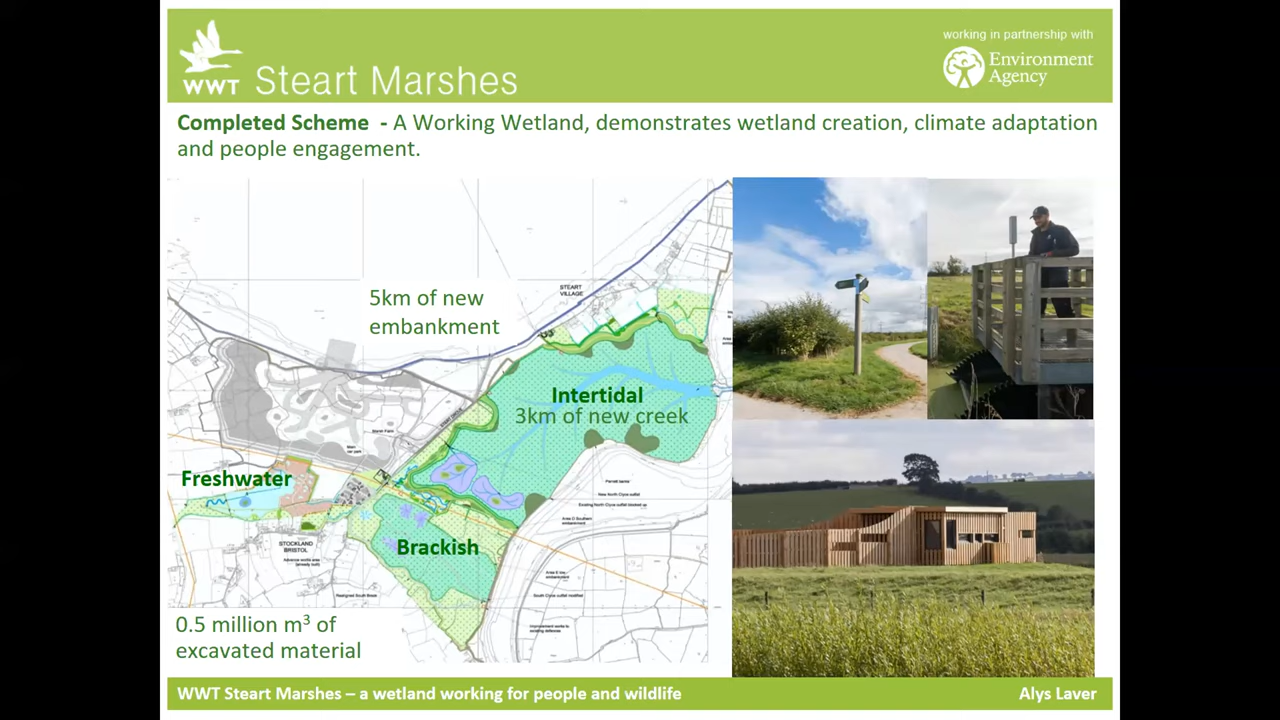 working in partnership with
Environment
Agency
WWT Steart Marshes
Completed Scheme - A Working Wetland, demonstrates wetland creation, climate adaptation
and people engagement.
STEART
VILLAGE
5km of new
embankment
Intertidal
3km of new creek
Freshwater
STOCKLAND
BRISTOL
Brackish
0.5 million m³ of
excavated material
WWT Steart Marshes – a wetland working for people and wildlife
Alys Laver